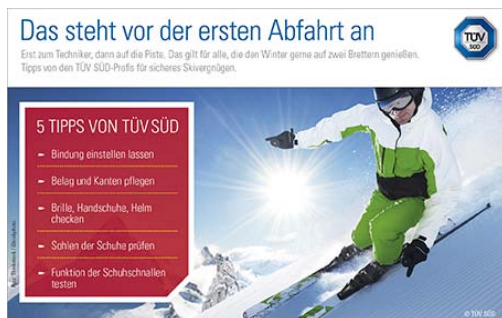 Das steht vor der ersten Abfahrt an
Erst zum Techniker, dann auf die Piste. Das gilt für alle, die den Winter gerne auf zwei Brettern genießen.
Tipps von den TÜV SÜD-Profis für sicheres Skivergnügen.
TÜV
SÜD
5 TIPPS VON TÜV SÜD
Bindung einstellen lassen
Belag und Kanten pflegen
Brille, Handschuhe, Helm
checken
Sohlen der Schuhe prüfen
Funktion der Schuhschnallen
testen
© TÜV SÜD